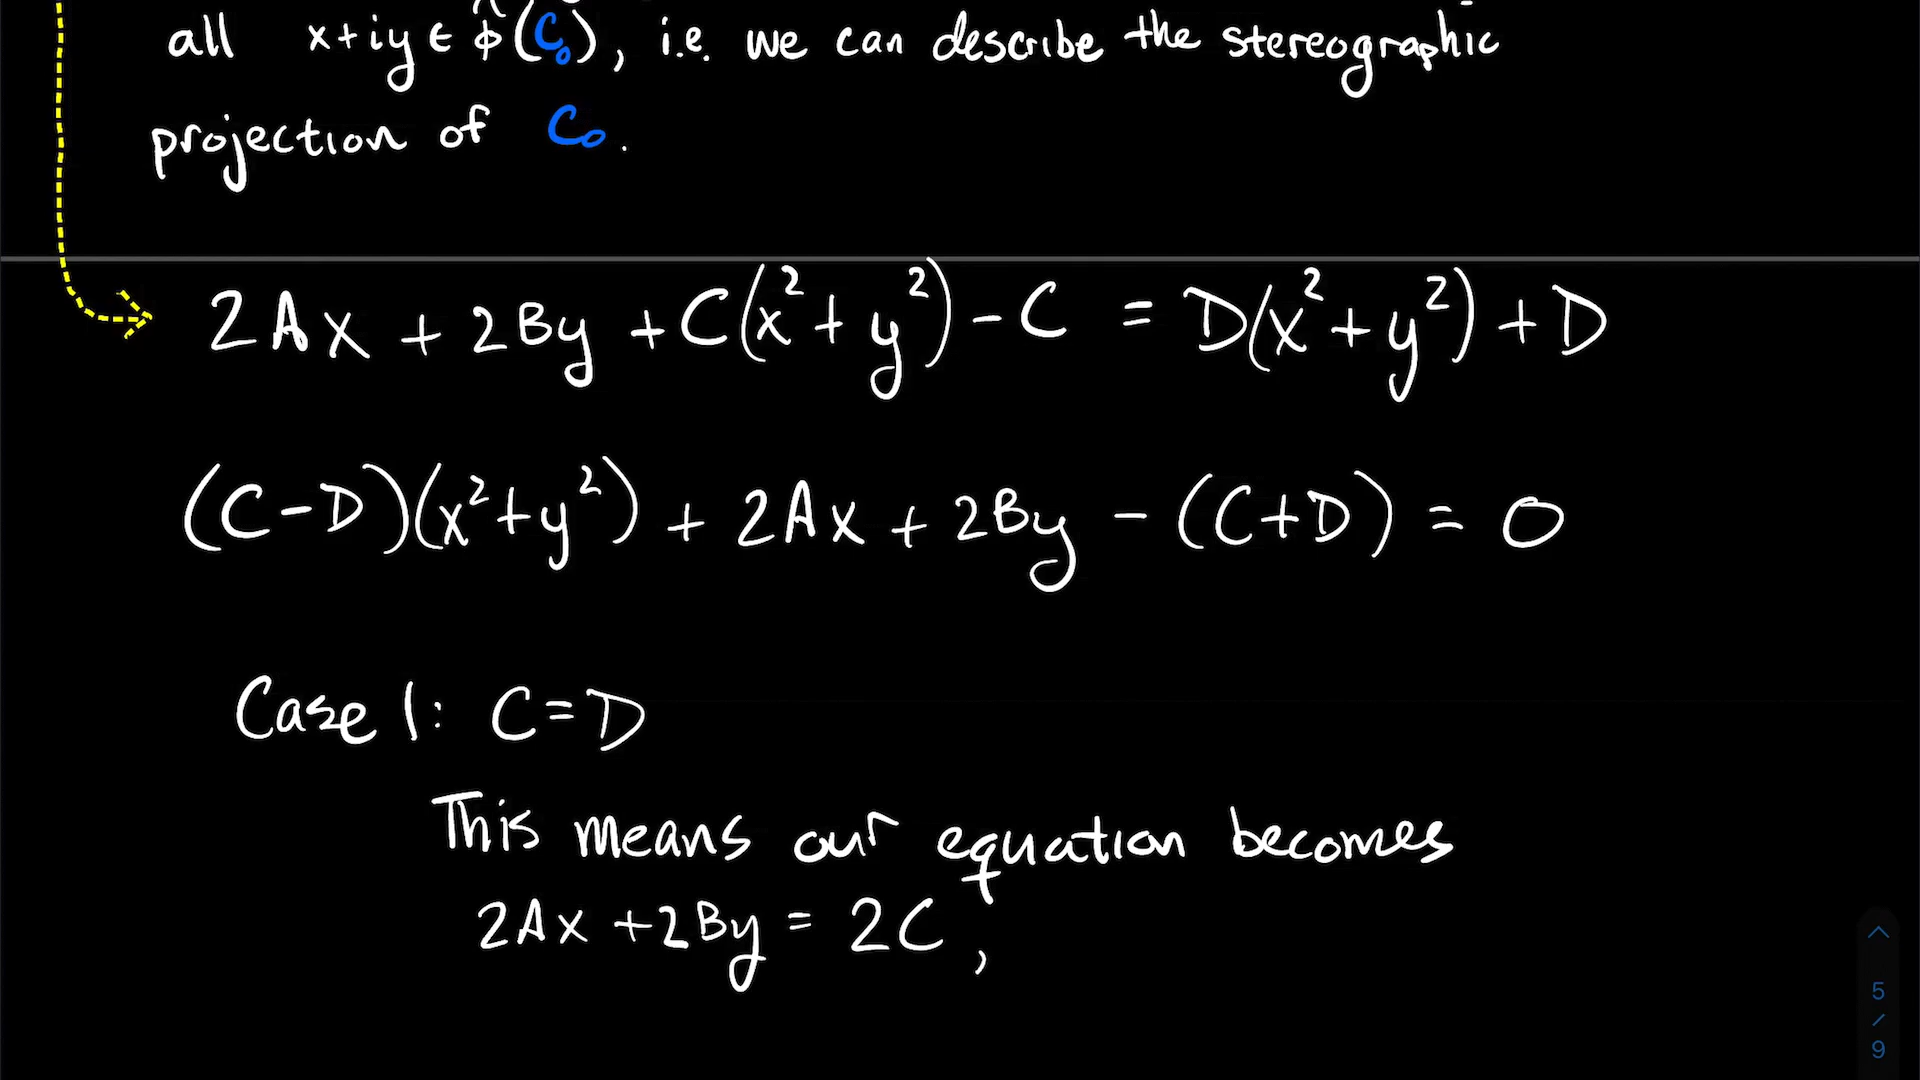 all x+iy ∈ φ̂(C₀), i.e. we can describe the stereographic
projection of C₀.
2Ax + 2By + C(x²+y²) - C = D(x²+y²) + D
(C-D)(x²+y²) + 2Ax + 2By - (C+D) = 0
Case 1: C=D
This means our equation becomes
2Ax + 2By = 2C,
5
/
9